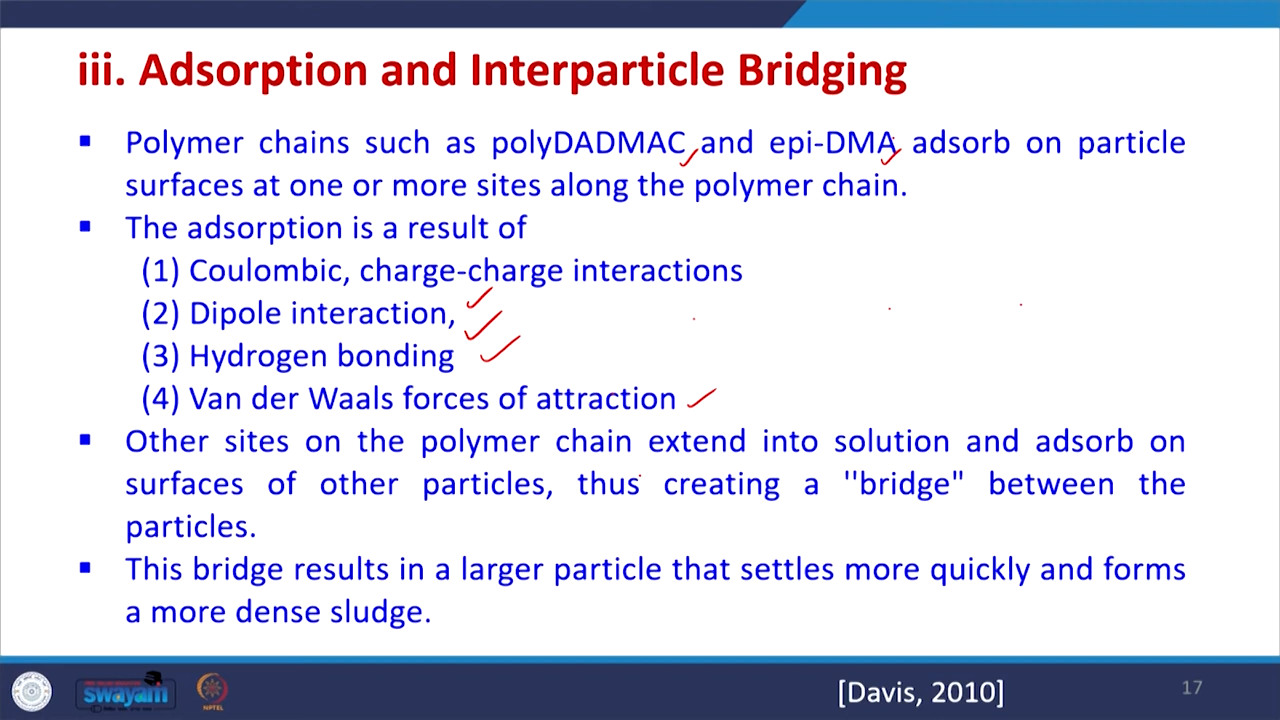 iii. Adsorption and Interparticle Bridging
▪ Polymer chains such as polyDADMAC and epi-DMA adsorb on particle
surfaces at one or more sites along the polymer chain.
▪ The adsorption is a result of
(1) Coulombic, charge-charge interactions
(2) Dipole interaction,
(3) Hydrogen bonding
(4) Van der Waals forces of attraction
▪ Other sites on the polymer chain extend into solution and adsorb on
surfaces of other particles, thus creating a ''bridge" between the
particles.
▪ This bridge results in a larger particle that settles more quickly and forms
a more dense sludge.
swayam
NPTEL
[Davis, 2010]
17